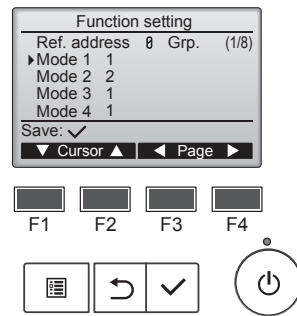 Function setting
Ref. address 0 Grp. (1/8)
Mode 1 1
Mode 2 2
Mode 3 1
Mode 4 1
Save:
Cursor Page
F1 F2 F3 F4